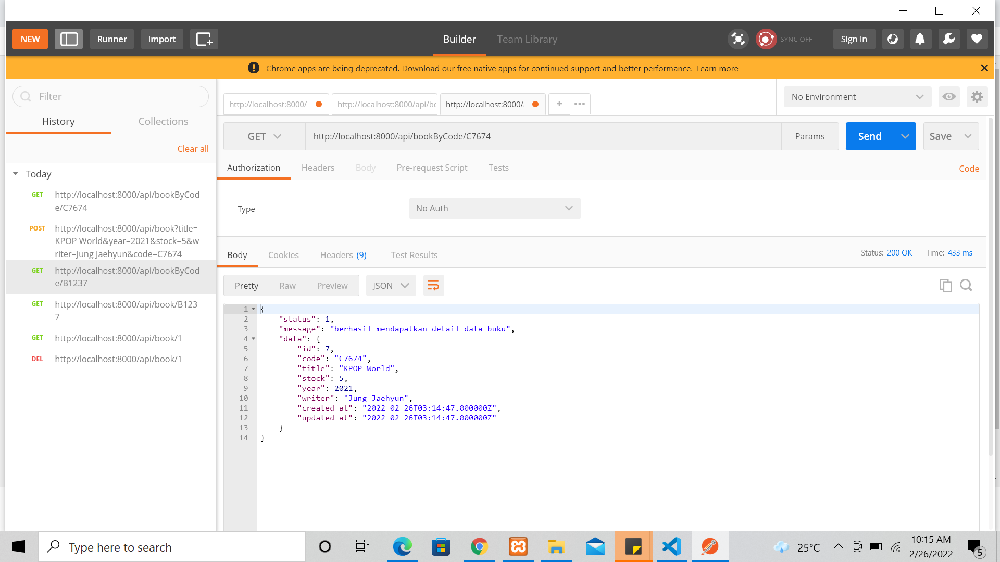 NEW
Runner
Import
Builder
Team Library
SYNC OFF
Sign In
Chrome apps are being deprecated. Download our free native apps for continued support and better performance. Learn more
Filter
History
Collections
Clear all
Today
GET http://localhost:8000/api/bookByCod
e/C7674
POST http://localhost:8000/api/book?title=
KPOP World&year=2021&stock=5&w
riter=Jung Jaehyun&code=C7674
GET http://localhost:8000/api/bookByCod
e/B1237
GET http://localhost:8000/api/book/B123
7
GET http://localhost:8000/api/book/1
DEL http://localhost:8000/api/book/1
http://localhost:8000/
http://localhost:8000/api/bo
http://localhost:8000/
No Environment
GET
http://localhost:8000/api/bookByCode/C7674
Params
Send
Save
Authorization
Headers
Body
Pre-request Script
Tests
Code
Type
No Auth
Body
Cookies
Headers (9)
Test Results
Status: 200 OK
Time: 433 ms
Pretty
Raw
Preview
JSON
1 {
2 "status": 1,
3 "message": "berhasil mendapatkan detail data buku",
4 "data": {
5 "id": 7,
6 "code": "C7674",
7 "title": "KPOP World",
8 "stock": 5,
9 "year": 2021,
10 "writer": "Jung Jaehyun",
11 "created_at": "2022-02-26T03:14:47.000000Z",
12 "updated_at": "2022-02-26T03:14:47.000000Z"
13 }
14 }
Type here to search
25°C
10:15 AM
2/26/2022
5